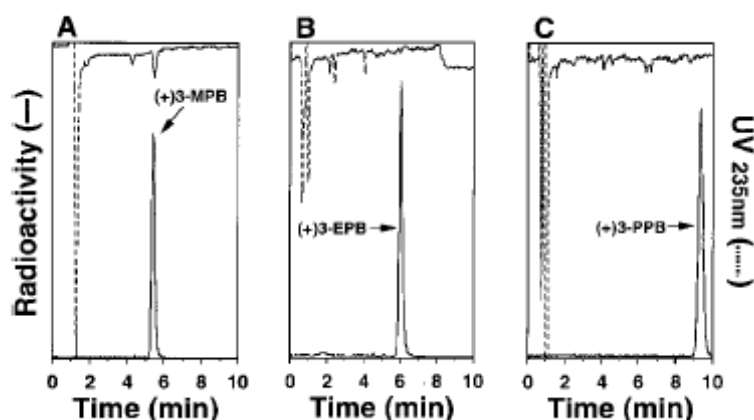 A
B
C
Radioactivity (—)
(+)3-MPB
(+)3-EPB
(+)3-PPB
UV 235nm (......)
0 2 4 6 8 10
0 2 4 6 8 10
0 2 4 6 8 10
Time (min)
Time (min)
Time (min)